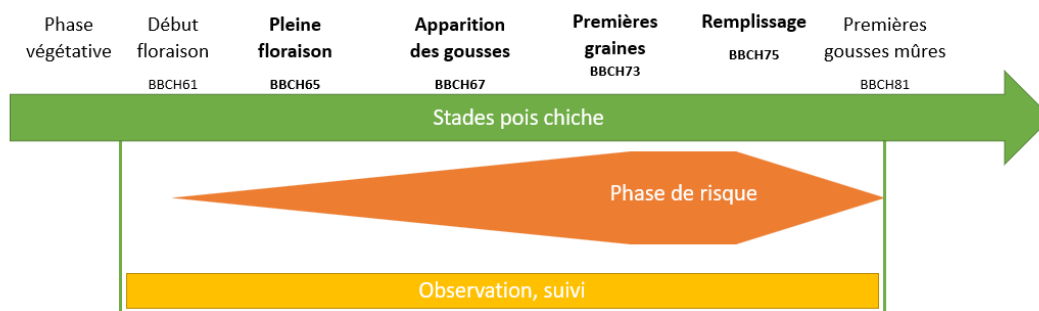 Phase
végétative
Début
floraison
BBCH61
Pleine
floraison
BBCH65
Apparition
des gousses
BBCH67
Premières
graines
BBCH73
Remplissage
BBCH75
Premières
gousses mûres
BBCH81
Stades pois chiche
Phase de risque
Observation, suivi